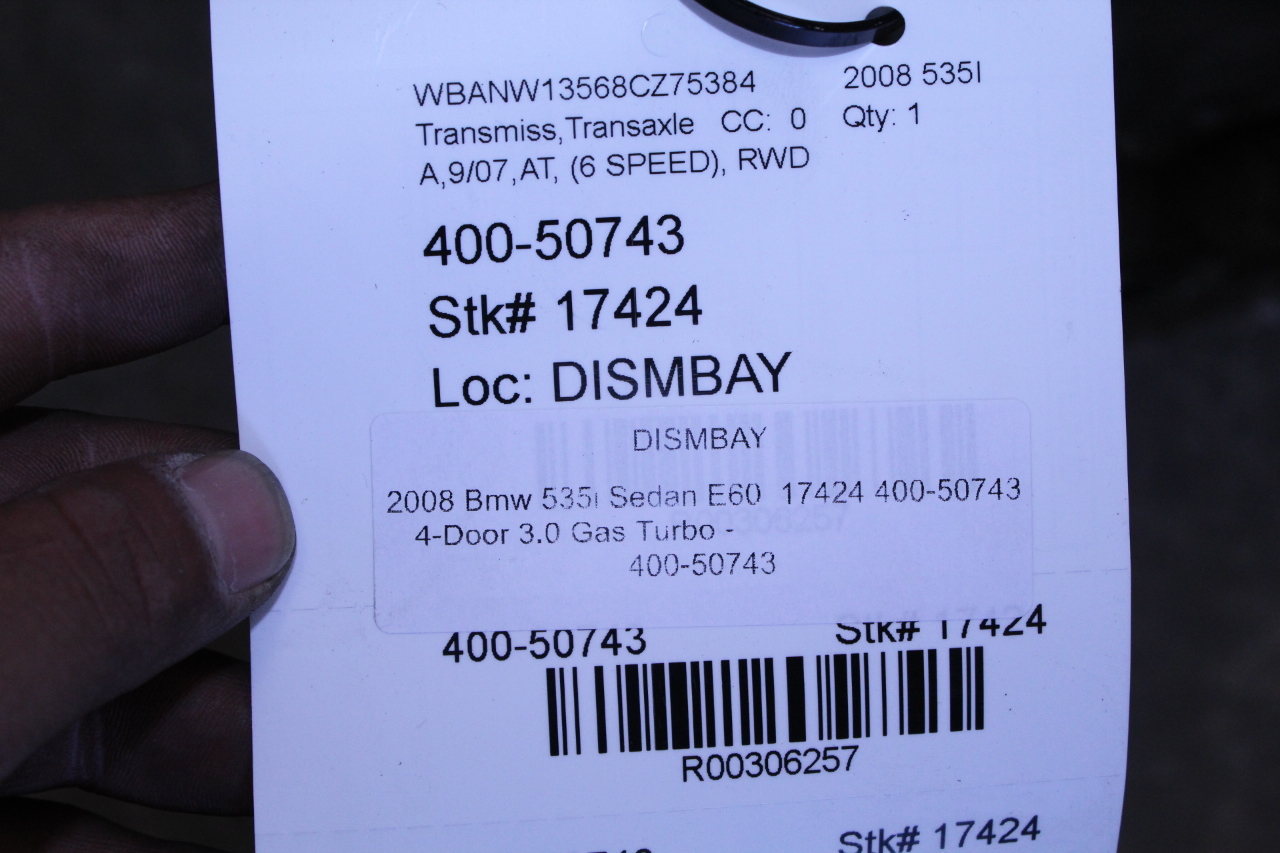 WBANW13568CZ75384 2008 535I
Transmiss,Transaxle CC: 0 Qty: 1
A,9/07,AT, (6 SPEED), RWD
400-50743
Stk# 17424
Loc: DISMBAY
DISMBAY
2008 Bmw 535i Sedan E60 17424 400-50743
R00306257
4-Door 3.0 Gas Turbo -
400-50743
400-50743 Stk# 17424
R00306257
Stk# 17424